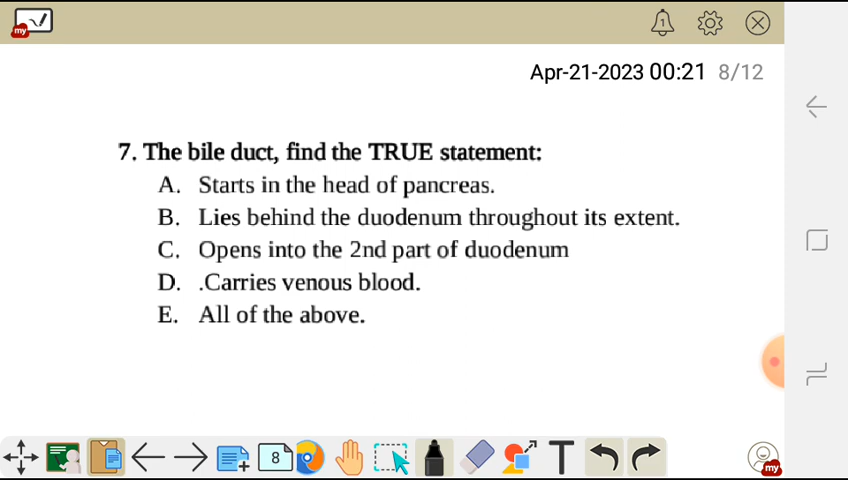 my
1
Apr-21-2023 00:21 8/12
7. The bile duct, find the TRUE statement:
A. Starts in the head of pancreas.
B. Lies behind the duodenum throughout its extent.
C. Opens into the 2nd part of duodenum
D. .Carries venous blood.
E. All of the above.
8
T
my